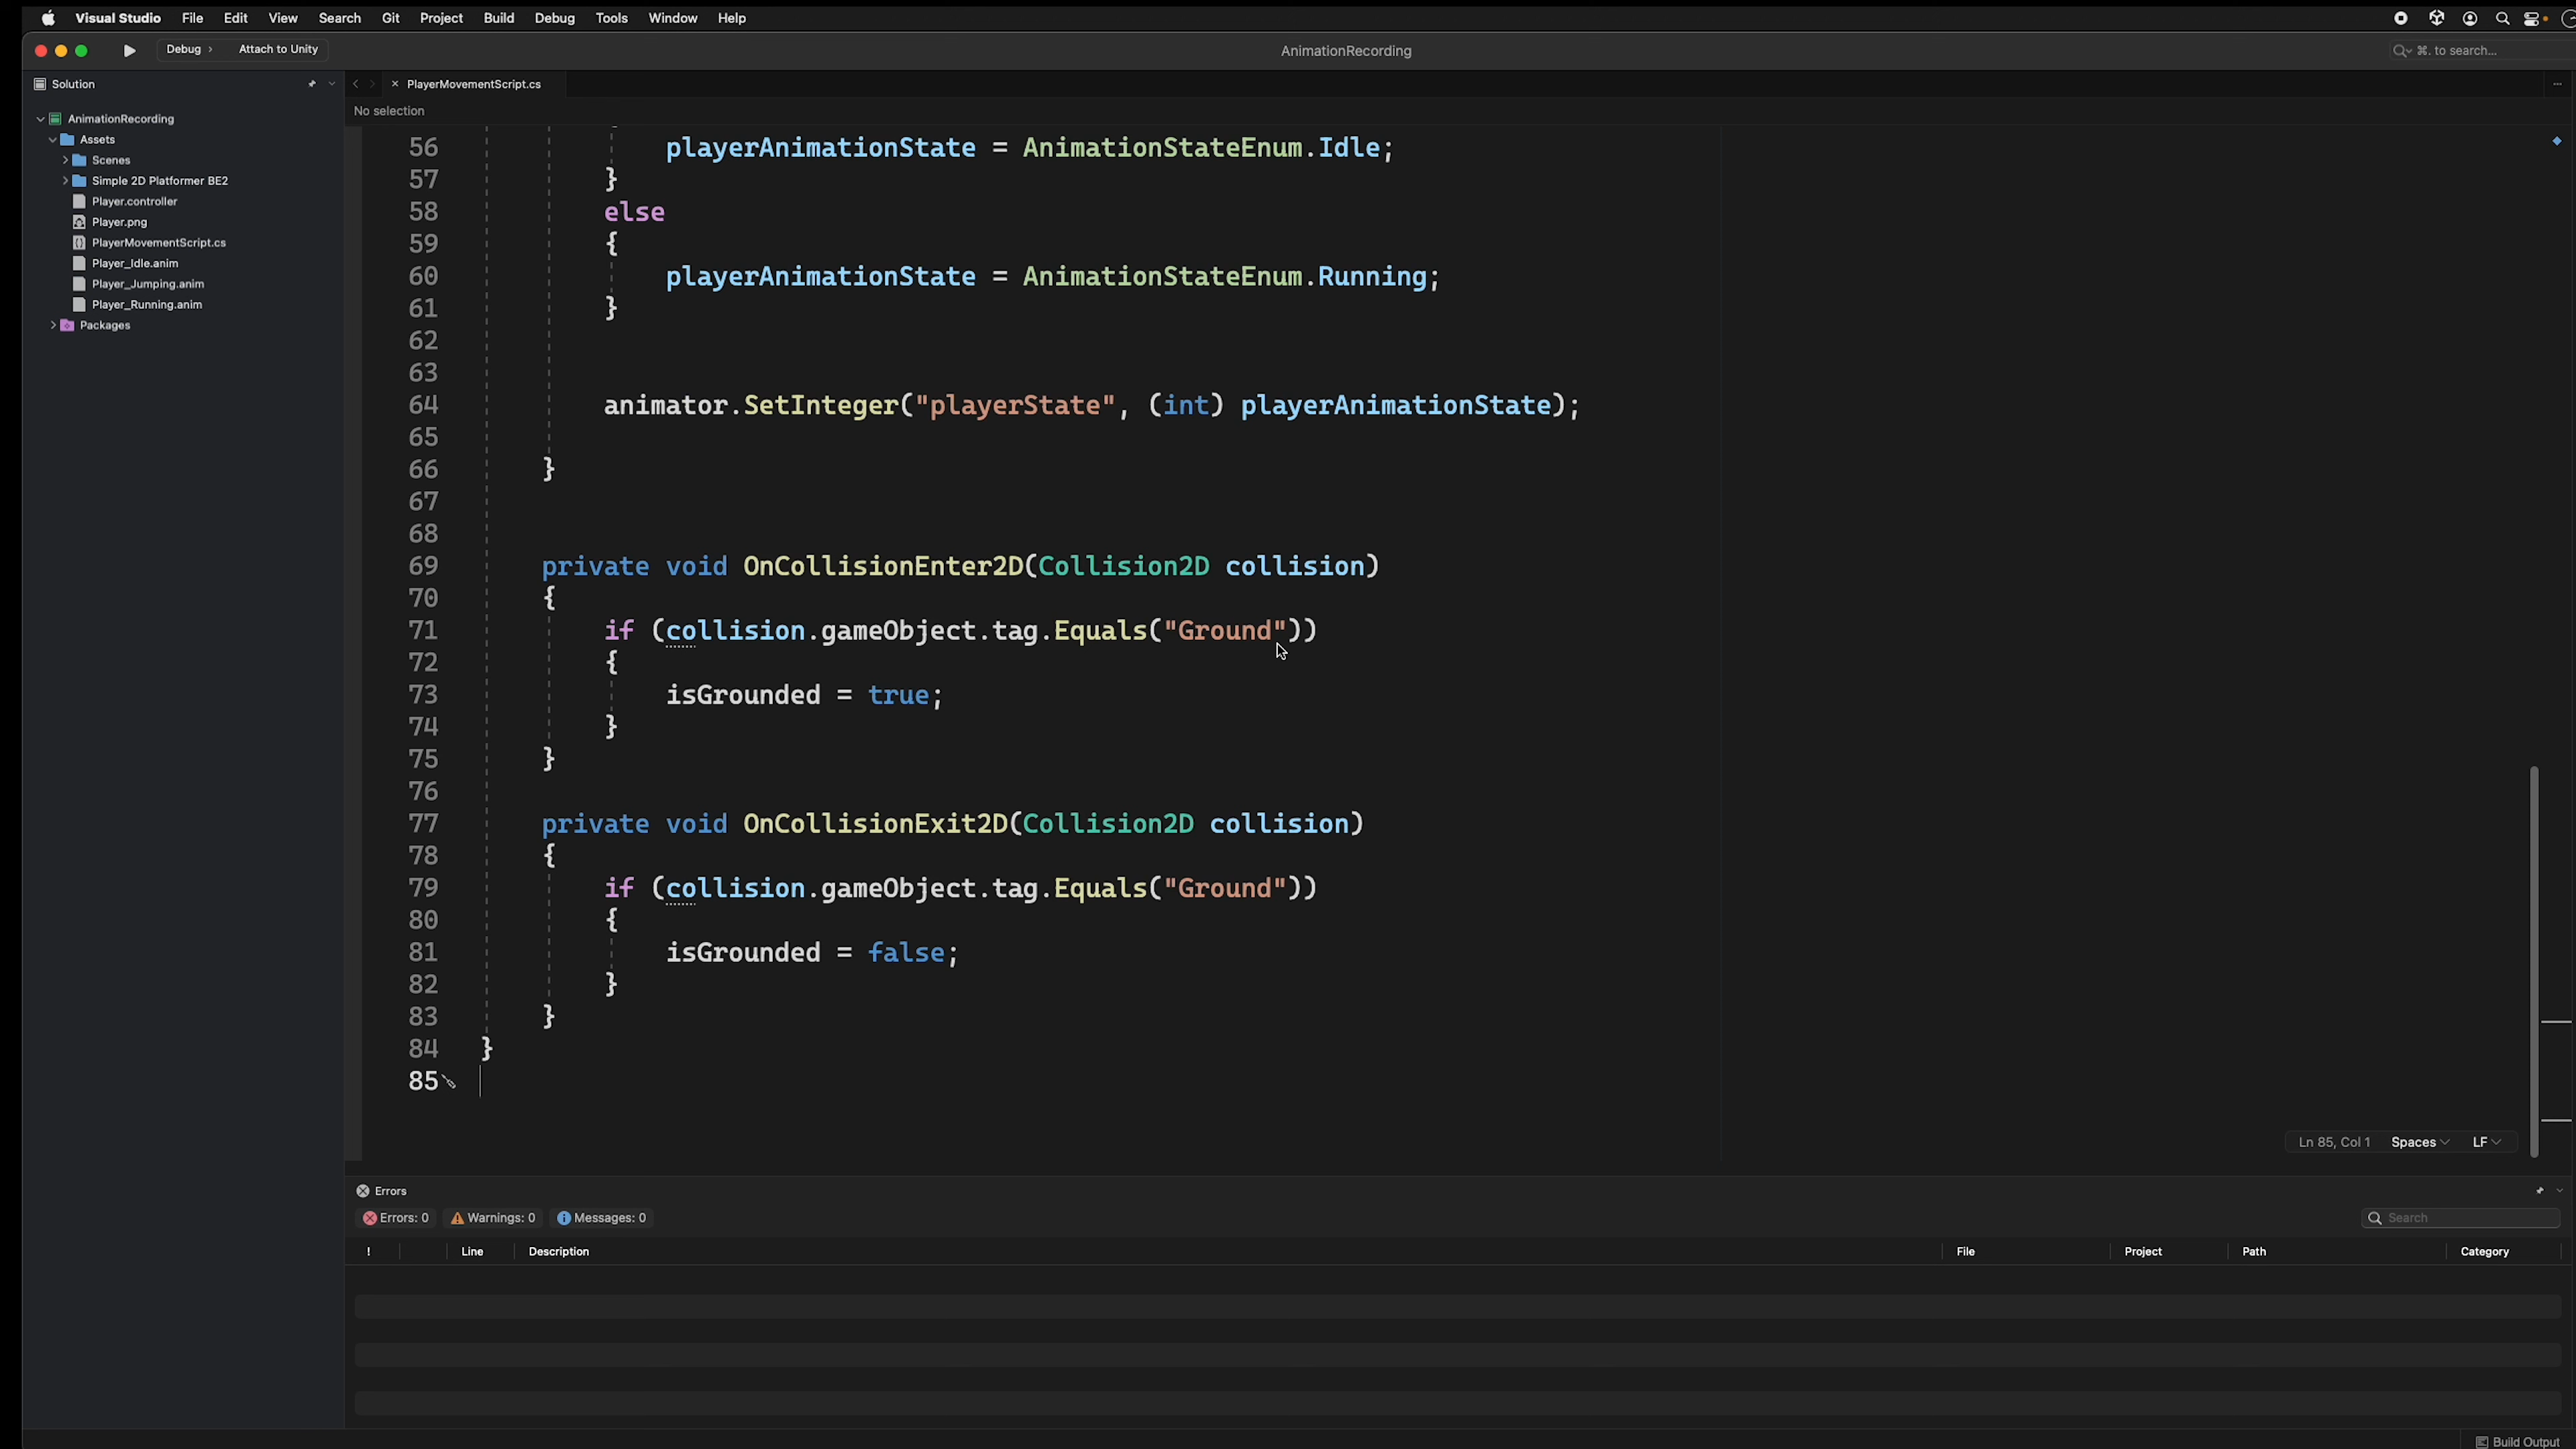 Visual Studio File Edit View Search Git Project Build Debug Tools Window Help
Debug › Attach to Unity
AnimationRecording
⌘. to search...
Solution
PlayerMovementScript.cs
No selection
AnimationRecording
Assets
Scenes
Simple 2D Platformer BE2
Player.controller
Player.png
PlayerMovementScript.cs
Player_Idle.anim
Player_Jumping.anim
Player_Running.anim
Packages
56 playerAnimationState = AnimationStateEnum.Idle;
57 }
58 else
59 {
60 playerAnimationState = AnimationStateEnum.Running;
61 }
62
63
64 animator.SetInteger("playerState", (int) playerAnimationState);
65
66 }
67
68
69 private void OnCollisionEnter2D(Collision2D collision)
70 {
71 if (collision.gameObject.tag.Equals("Ground"))
72 {
73 isGrounded = true;
74 }
75 }
76
77 private void OnCollisionExit2D(Collision2D collision)
78 {
79 if (collision.gameObject.tag.Equals("Ground"))
80 {
81 isGrounded = false;
82 }
83 }
84 }
85
Ln 85, Col 1 Spaces LF
Errors
Errors: 0 Warnings: 0 Messages: 0
Search
! Line Description File Project Path Category
Build Output